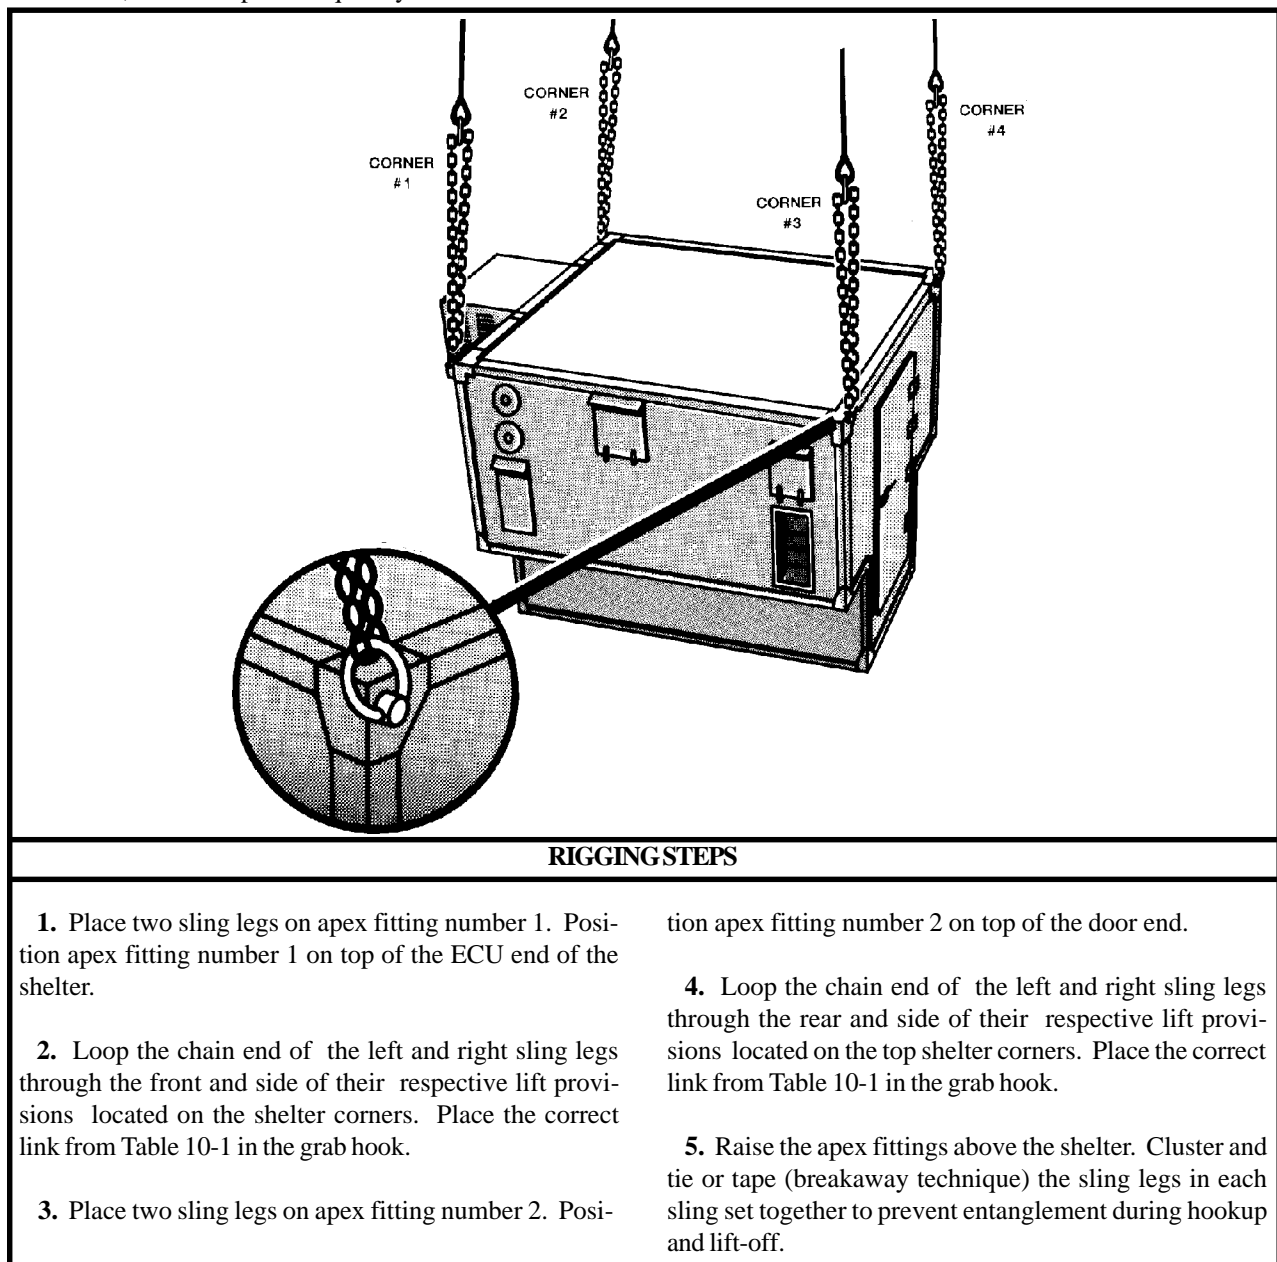 CORNER
#2
CORNER
#4
CORNER
#1
CORNER
#3
RIGGING STEPS
1. Place two sling legs on apex fitting number 1. Posi-
tion apex fitting number 1 on top of the ECU end of the
shelter.
2. Loop the chain end of the left and right sling legs
through the front and side of their respective lift provi-
sions located on the shelter corners. Place the correct
link from Table 10-1 in the grab hook.
3. Place two sling legs on apex fitting number 2. Posi-
tion apex fitting number 2 on top of the door end.
4. Loop the chain end of the left and right sling legs
through the rear and side of their respective lift provi-
sions located on the top shelter corners. Place the correct
link from Table 10-1 in the grab hook.
5. Raise the apex fittings above the shelter. Cluster and
tie or tape (breakaway technique) the sling legs in each
sling set together to prevent entanglement during hookup
and lift-off.